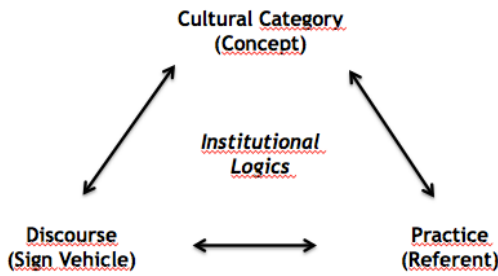 Cultural Category
(Concept)
Institutional
Logics
Discourse
(Sign Vehicle)
Practice
(Referent)